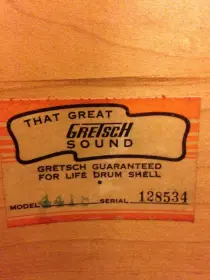 THAT GREAT
GRETSCH
SOUND
GRETSCH GUARANTEED
FOR LIFE DRUM SHELL
MODEL SERIAL 128534